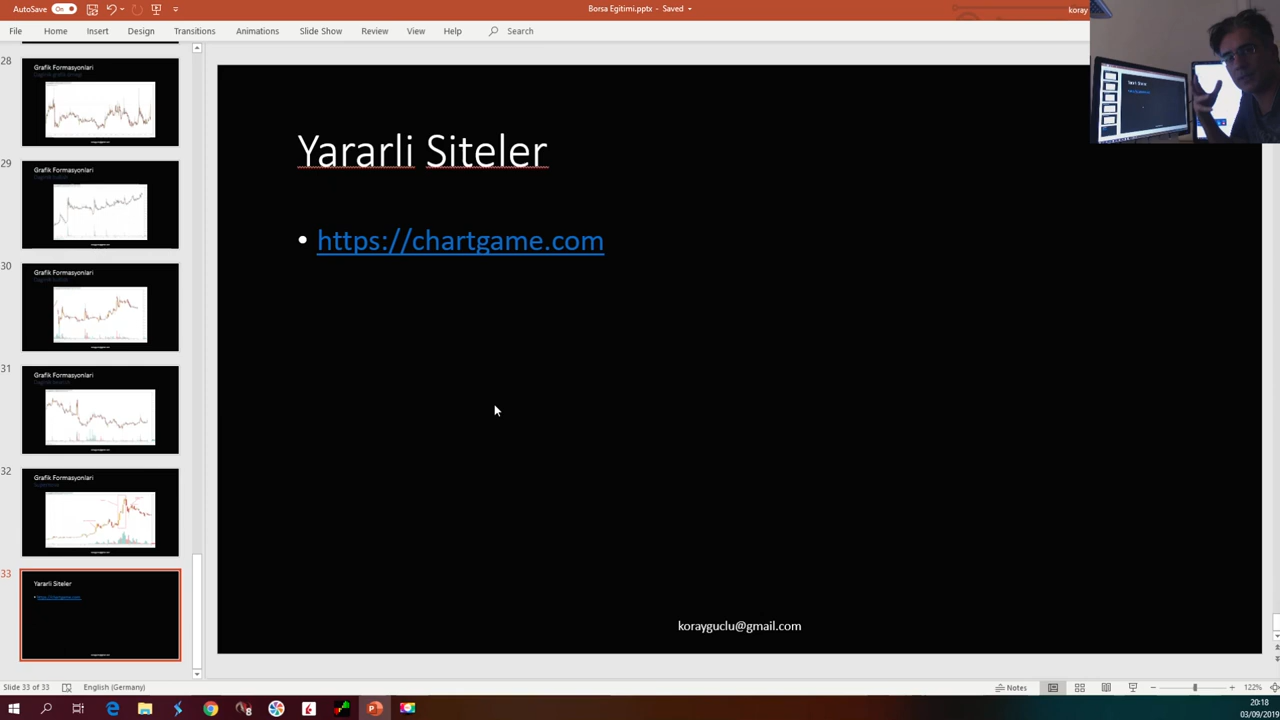 AutoSave On
Borsa Egitimi.pptx - Saved
koray
File Home Insert Design Transitions Animations Slide Show Review View Help Search
28
Grafik Formasyonlari
29
Grafik Formasyonlari
30
Grafik Formasyonlari
31
Grafik Formasyonlari
32
Grafik Formasyonlari
33
Yararli Siteler
https://chartgame.com
Yararli Siteler
• https://chartgame.com
korayguclu@gmail.com
Slide 33 of 33
English (Germany)
Notes
122%
20:18
03/09/2019